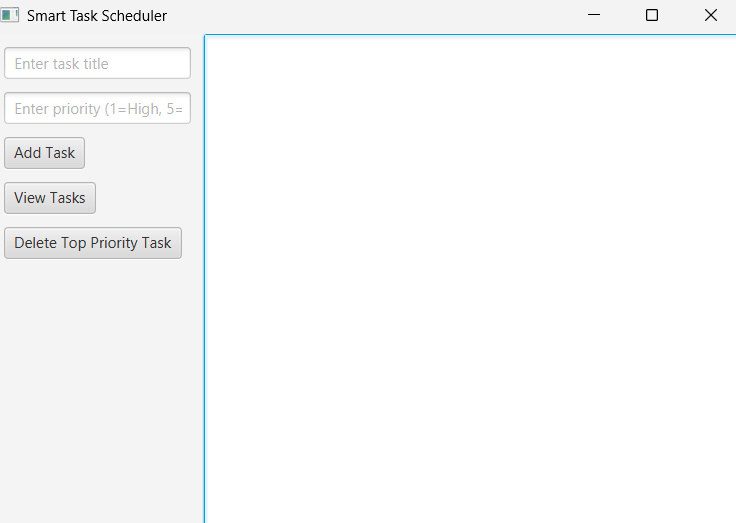 Smart Task Scheduler
Enter task title
Enter priority (1=High, 5=
Add Task
View Tasks
Delete Top Priority Task